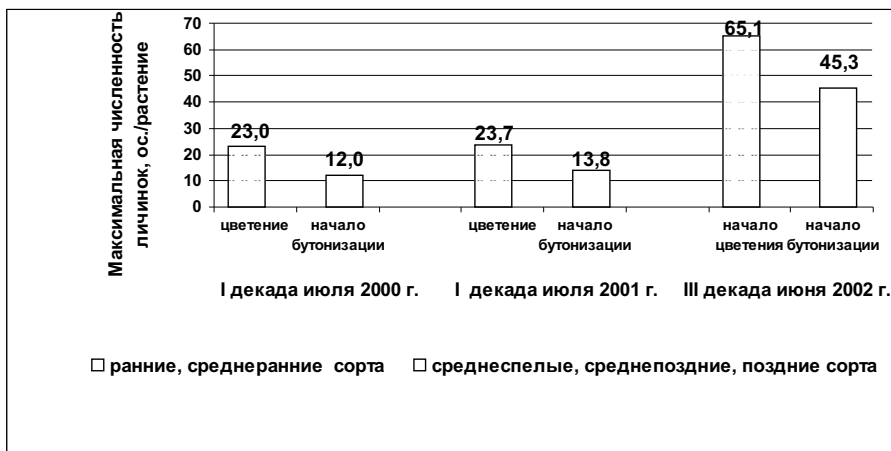 Максимальная численность
личинок, ос./растение
70
60
50
40
30
20
10
0
23,0
12,0
23,7
13,8
65,1
45,3
цветение
начало
бутонизации
цветение
начало
бутонизации
начало
цветения
начало
бутонизации
I декада июля 2000 г.
I декада июля 2001 г.
III декада июня 2002 г.
ранние, среднеранние сорта
среднеспелые, среднепоздние, поздние сорта